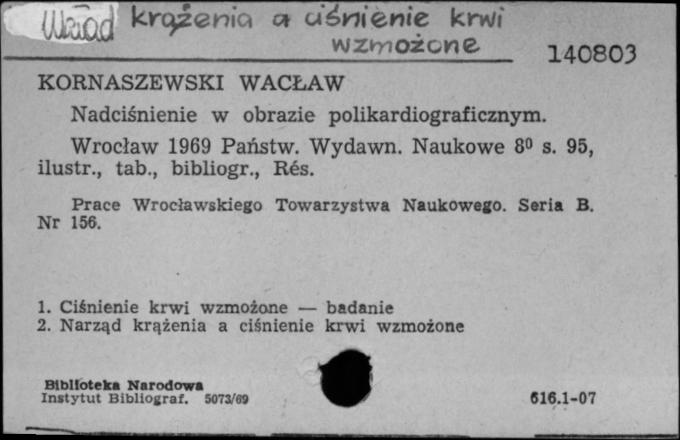 Układ krążenia a ciśnienie krwi
wzmożone
140803
KORNASZEWSKI WACŁAW
Nadciśnienie w obrazie polikardiograficznym.
Wrocław 1969 Państw. Wydawn. Naukowe 8⁰ s. 95,
ilustr., tab., bibliogr., Rés.
Prace Wrocławskiego Towarzystwa Naukowego. Seria B.
Nr 156.
1. Ciśnienie krwi wzmożone — badanie
2. Narząd krążenia a ciśnienie krwi wzmożone
Biblioteka Narodowa
Instytut Bibliograf. 5073/69
616.1-07